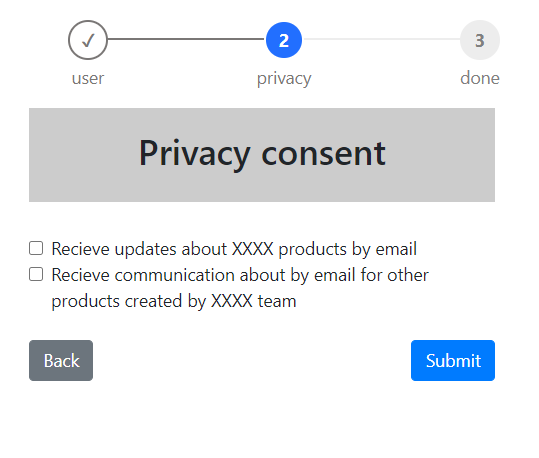 ✓ 2 3
user privacy done
Privacy consent
Recieve updates about XXXX products by email
Recieve communication about by email for other
products created by XXXX team
Back Submit